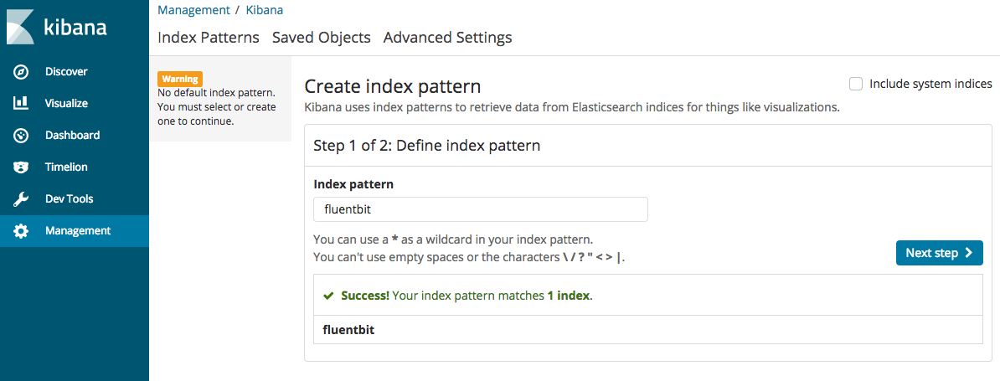 kibana
Discover
Visualize
Dashboard
Timelion
Dev Tools
Management
Management / Kibana
Index Patterns Saved Objects Advanced Settings
Warning
No default index pattern.
You must select or create
one to continue.
Create index pattern
Include system indices
Kibana uses index patterns to retrieve data from Elasticsearch indices for things like visualizations.
Step 1 of 2: Define index pattern
Index pattern
fluentbit
You can use a * as a wildcard in your index pattern.
You can't use empty spaces or the characters \ / ? " < > |.
Next step
Success! Your index pattern matches 1 index.
fluentbit